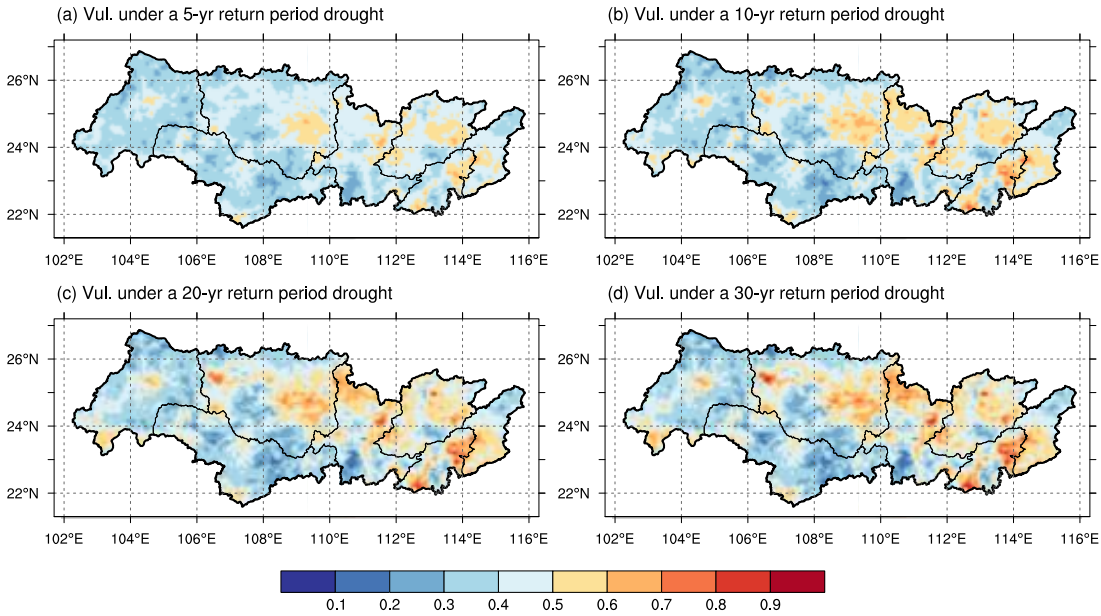 (a) Vul. under a 5-yr return period drought
(b) Vul. under a 10-yr return period drought
26°N
24°N
22°N
102°E 104°E 106°E 108°E 110°E 112°E 114°E 116°E
26°N
24°N
22°N
102°E 104°E 106°E 108°E 110°E 112°E 114°E 116°E
(c) Vul. under a 20-yr return period drought
(d) Vul. under a 30-yr return period drought
26°N
24°N
22°N
102°E 104°E 106°E 108°E 110°E 112°E 114°E 116°E
26°N
24°N
22°N
102°E 104°E 106°E 108°E 110°E 112°E 114°E 116°E
0.1 0.2 0.3 0.4 0.5 0.6 0.7 0.8 0.9